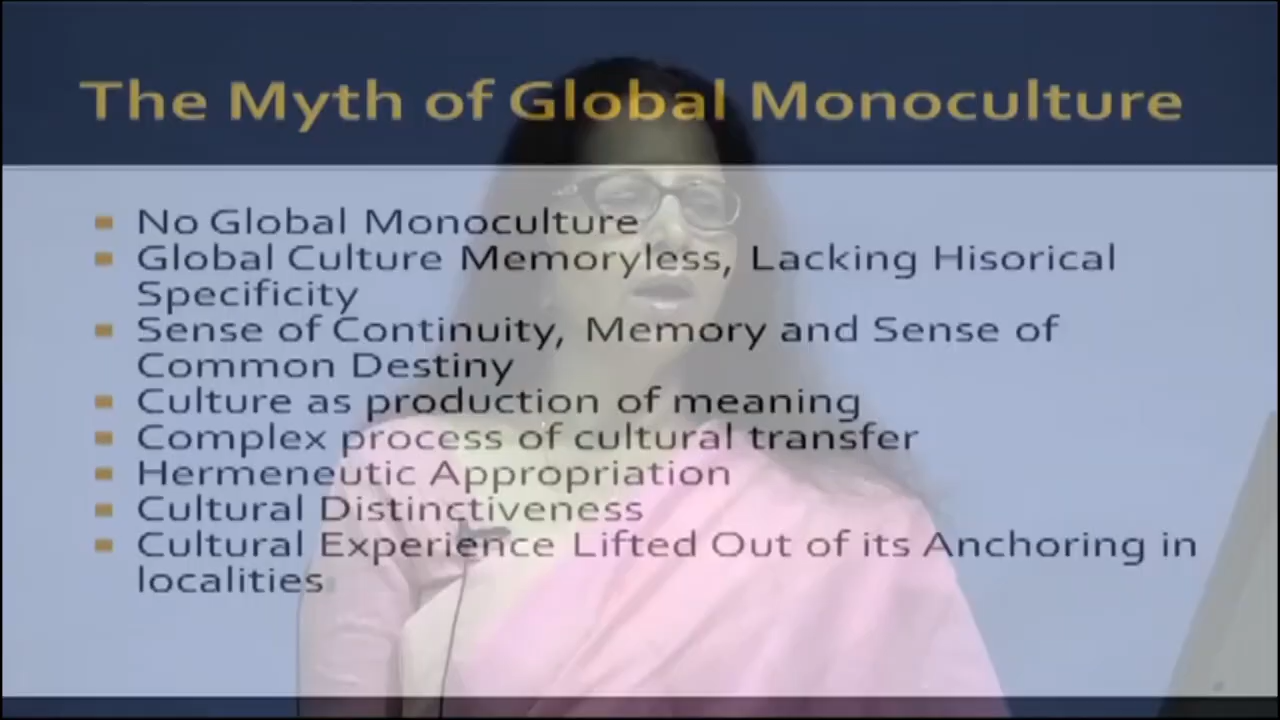 The Myth of Global Monoculture
No Global Monoculture
Global Culture Memoryless, Lacking Hisorical
Specificity
Sense of Continuity, Memory and Sense of
Common Destiny
Culture as production of meaning
Complex process of cultural transfer
Hermeneutic Appropriation
Cultural Distinctiveness
Cultural Experience Lifted Out of its Anchoring in
localities